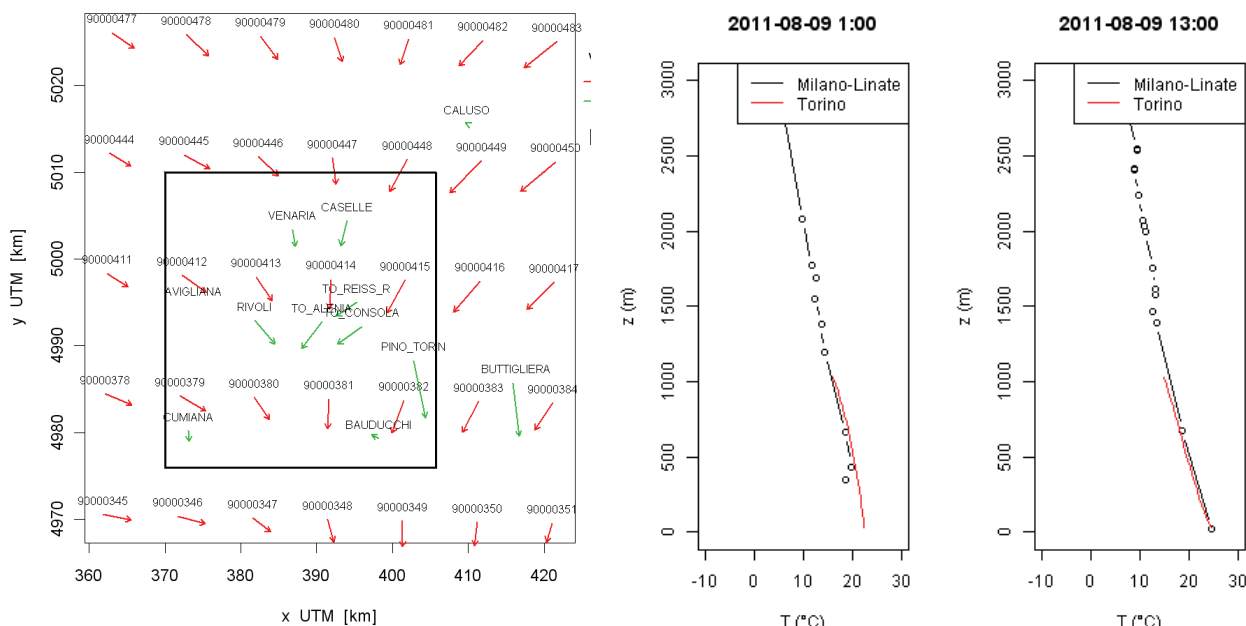 90000477 90000478 90000479 90000480 90000481 90000482 90000483
CALUSO
90000444 90000445 90000446 90000447 90000448 90000449 90000450
VENARIA CASELLE
90000411 90000412 90000413 90000414 90000415 90000416 90000417
AVIGLIANA TO_REISS_R
RIVOLI TO_ALENIA TO_CONSOLA
PINO_TORIN
BUTTIGLIERA
90000378 90000379 90000380 90000381 90000382 90000383 90000384
CUMIANA BAUDUCCHI
90000345 90000346 90000347 90000348 90000349 90000350 90000351
5020
5010
5000
4990
4980
4970
y UTM [km]
360 370 380 390 400 410 420
x UTM [km]
2011-08-09 1:00
Milano-Linate
Torino
3000
2500
2000
1500
1000
500
0
z (m)
-10 0 10 20 30
T (°C)
2011-08-09 13:00
Milano-Linate
Torino
3000
2500
2000
1500
1000
500
0
z (m)
-10 0 10 20 30
T (°C)